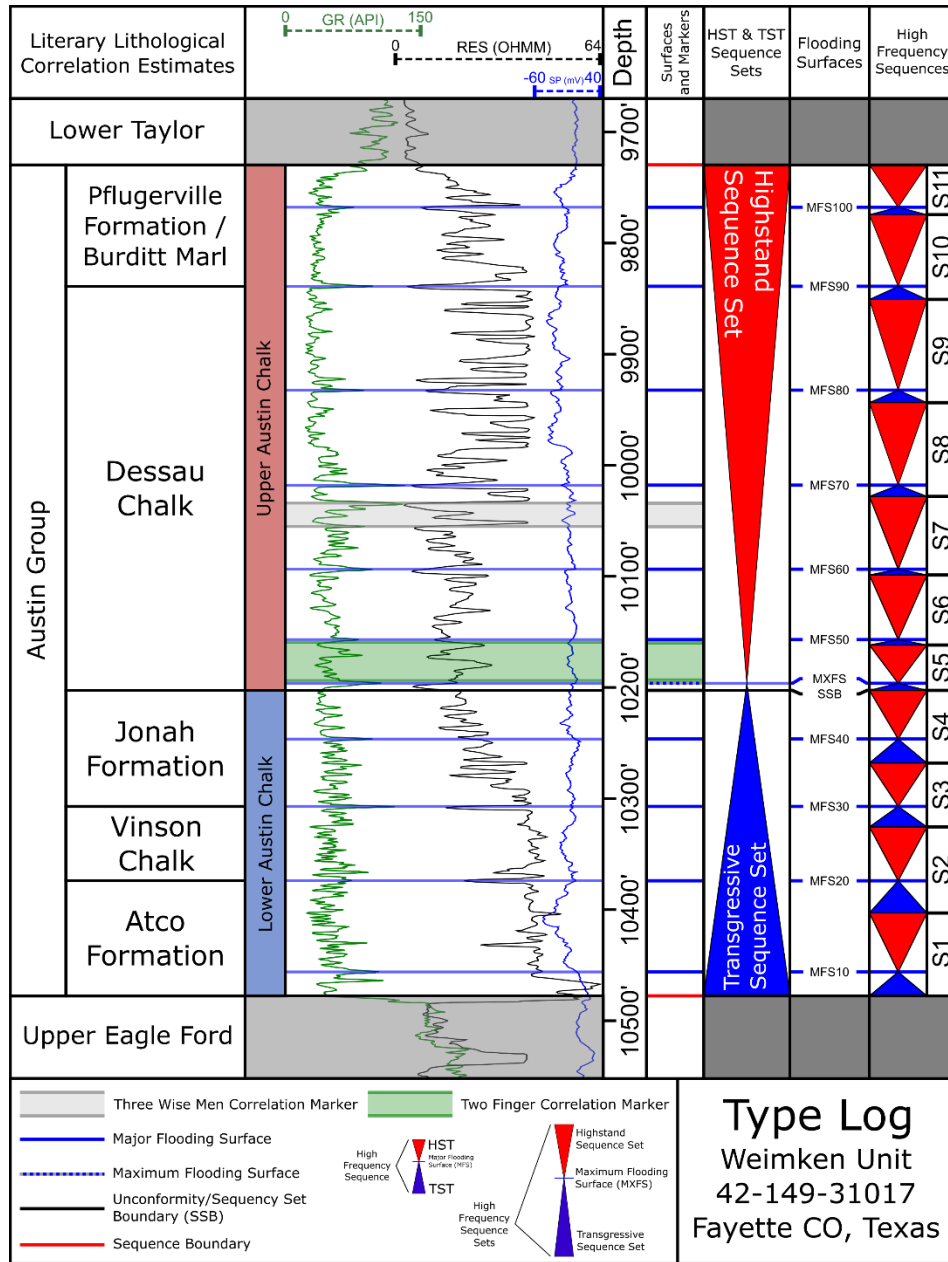 Literary Lithological
Correlation Estimates
0 GR (API) 150
0 RES (OHMM) 64
-60 SP (mV) 40
Depth
Surfaces
and Markers
HST & TST
Sequence
Sets
Flooding
Surfaces
High
Frequency
Sequences
Lower Taylor
Austin Group
Pflugerville
Formation /
Burditt Marl
Dessau
Chalk
Jonah
Formation
Vinson
Chalk
Atco
Formation
Upper Eagle Ford
Upper Austin Chalk
Lower Austin Chalk
9700'
9800'
9900'
10000'
10100'
10200'
10300'
10400'
10500'
Highstand
Sequence Set
Transgressive
Sequence Set
MFS100
MFS90
MFS80
MFS70
MFS60
MFS50
MXFS
SSB
MFS40
MFS30
MFS20
MFS10
S11
S10
S9
S8
S7
S6
S5
S4
S3
S2
S1
Three Wise Men Correlation Marker
Two Finger Correlation Marker
Major Flooding Surface
Maximum Flooding Surface
Unconformity/Sequency Set
Boundary (SSB)
Sequence Boundary
High
Frequency
Sequence
HST
Major Flooding
Surface (MFS)
TST
High
Frequency
Sequence
Sets
Highstand
Sequence Set
Maximum Flooding
Surface (MXFS)
Transgressive
Sequence Set
Type Log
Weimken Unit
42-149-31017
Fayette CO, Texas